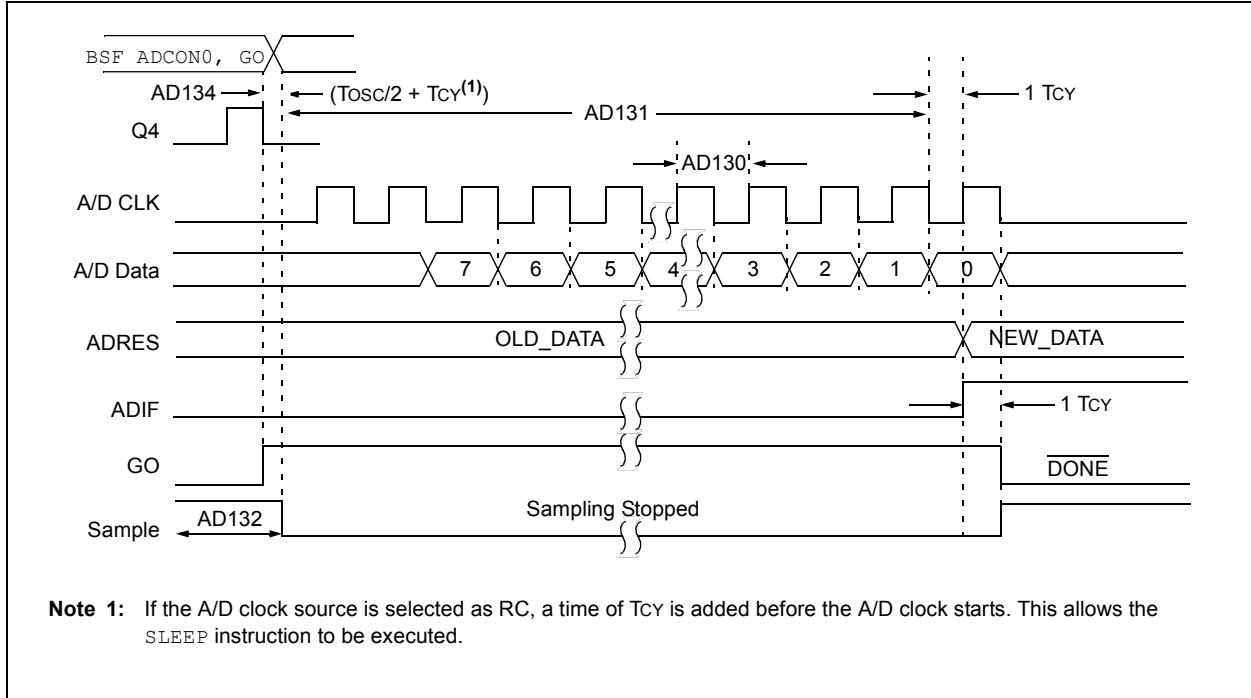 BSF ADCON0, GO
AD134
(TOSC/2 + TCY(1))
1 TCY
AD131
Q4
AD130
A/D CLK
A/D Data
7 6 5 4 3 2 1 0
ADRES
OLD_DATA
NEW_DATA
ADIF
1 TCY
GO
DONE
Sample
AD132
Sampling Stopped
Note 1: If the A/D clock source is selected as RC, a time of TCY is added before the A/D clock starts. This allows the
SLEEP instruction to be executed.